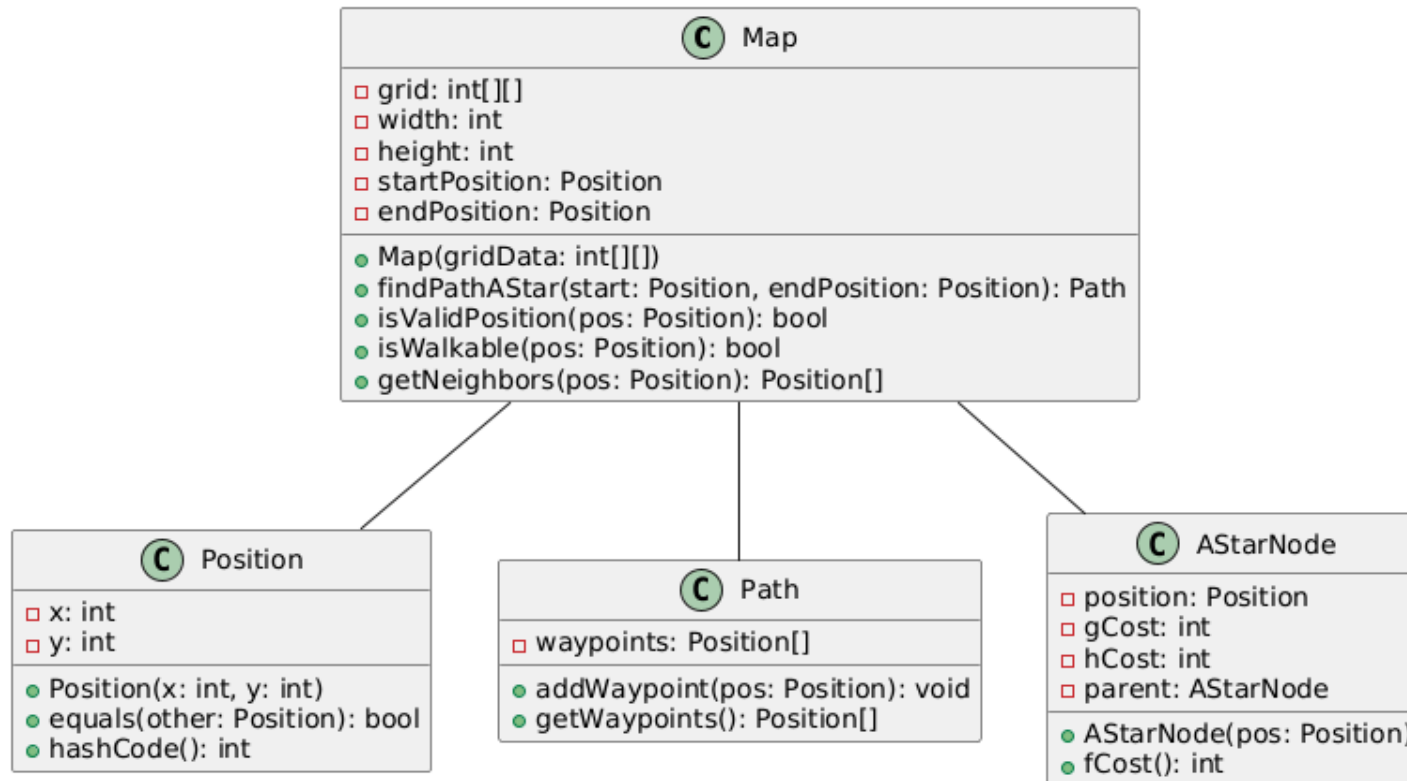 C Map
grid: int[][]
width: int
height: int
startPosition: Position
endPosition: Position
Map(gridData: int[][])
findPathAStar(start: Position, endPosition: Position): Path
isValidPosition(pos: Position): bool
isWalkable(pos: Position): bool
getNeighbors(pos: Position): Position[]
C Position
x: int
y: int
Position(x: int, y: int)
equals(other: Position): bool
hashCode(): int
C Path
waypoints: Position[]
addWaypoint(pos: Position): void
getWaypoints(): Position[]
C AStarNode
position: Position
gCost: int
hCost: int
parent: AStarNode
AStarNode(pos: Position)
fCost(): int